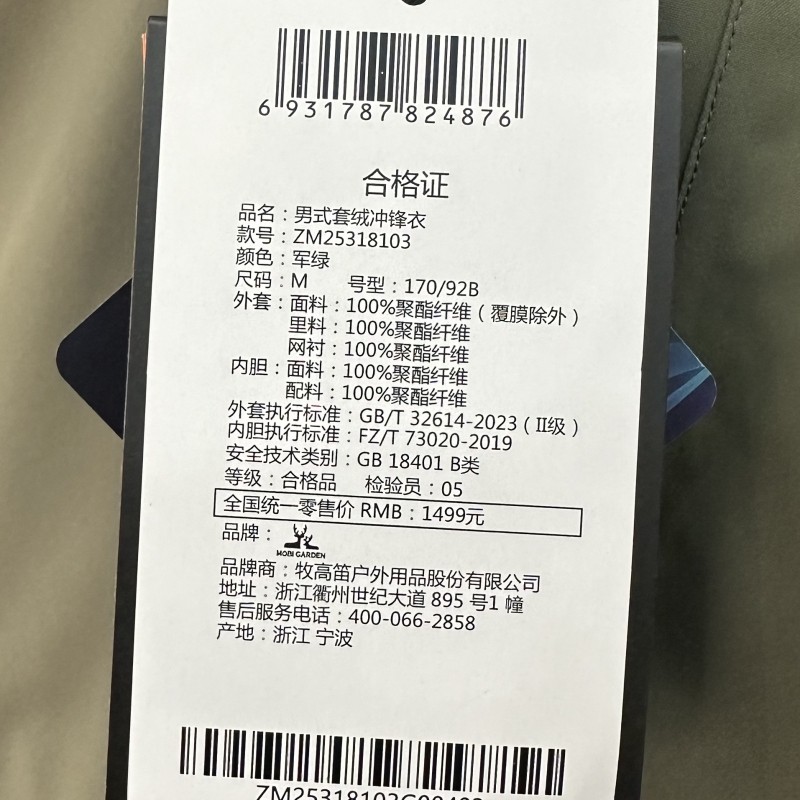 6 931787 824876
合格证
品名：男式套绒冲锋衣
款号：ZM25318103
颜色：军绿
尺码：M 号型：170/92B
外套：面料：100%聚酯纤维（覆膜除外）
里料：100%聚酯纤维
网衬：100%聚酯纤维
内胆：面料：100%聚酯纤维
配料：100%聚酯纤维
外套执行标准：GB/T 32614-2023（II级）
内胆执行标准：FZ/T 73020-2019
安全技术类别：GB 18401 B类
等级：合格品 检验员：05
全国统一零售价 RMB：1499元
品牌：
MOBI GARDEN
品牌商：牧高笛户外用品股份有限公司
地址：浙江衢州世纪大道 895 号1 幢
售后服务电话：400-066-2858
产地：浙江 宁波